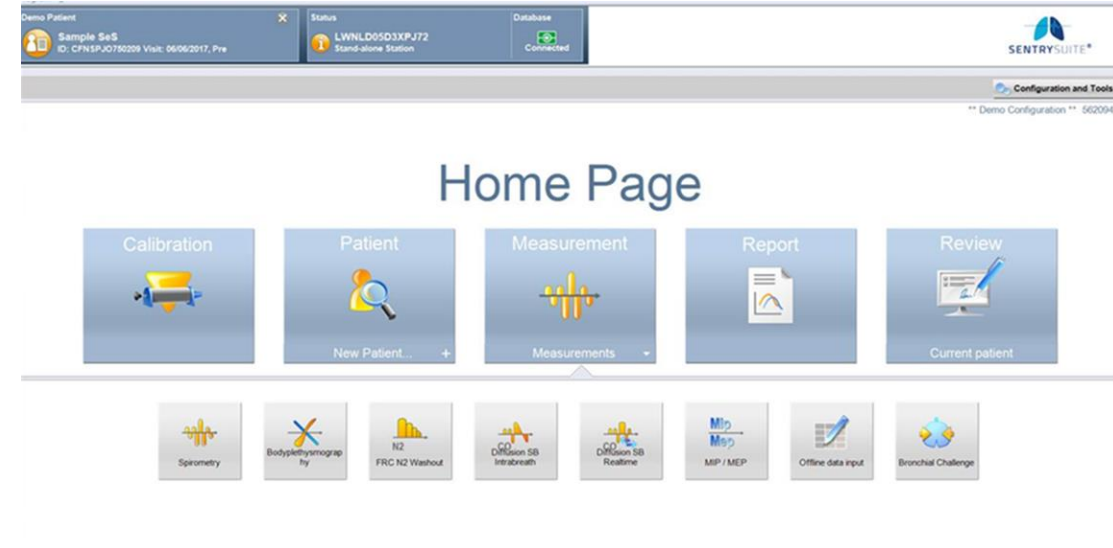 Demo Patient
Sample SeS
ID: CFNSPJO750209 Visit: 06/06/2017, Pre
Status
LWNLD05D3XPJ72
Stand-alone Station
Database
Connected
SENTRYSUITE®
Configuration and Tools
** Demo Configuration ** 562094
Home Page
Calibration
Patient
New Patient... +
Measurement
Measurements
Report
Review
Current patient
Spirometry
Bodyplethysmograp
hy
N2
FRC N2 Washout
CO
Diffusion SB
Intrabreath
CO
Diffusion SB
Realtime
Mip
Mep
MIP / MEP
Offline data input
Bronchial Challenge